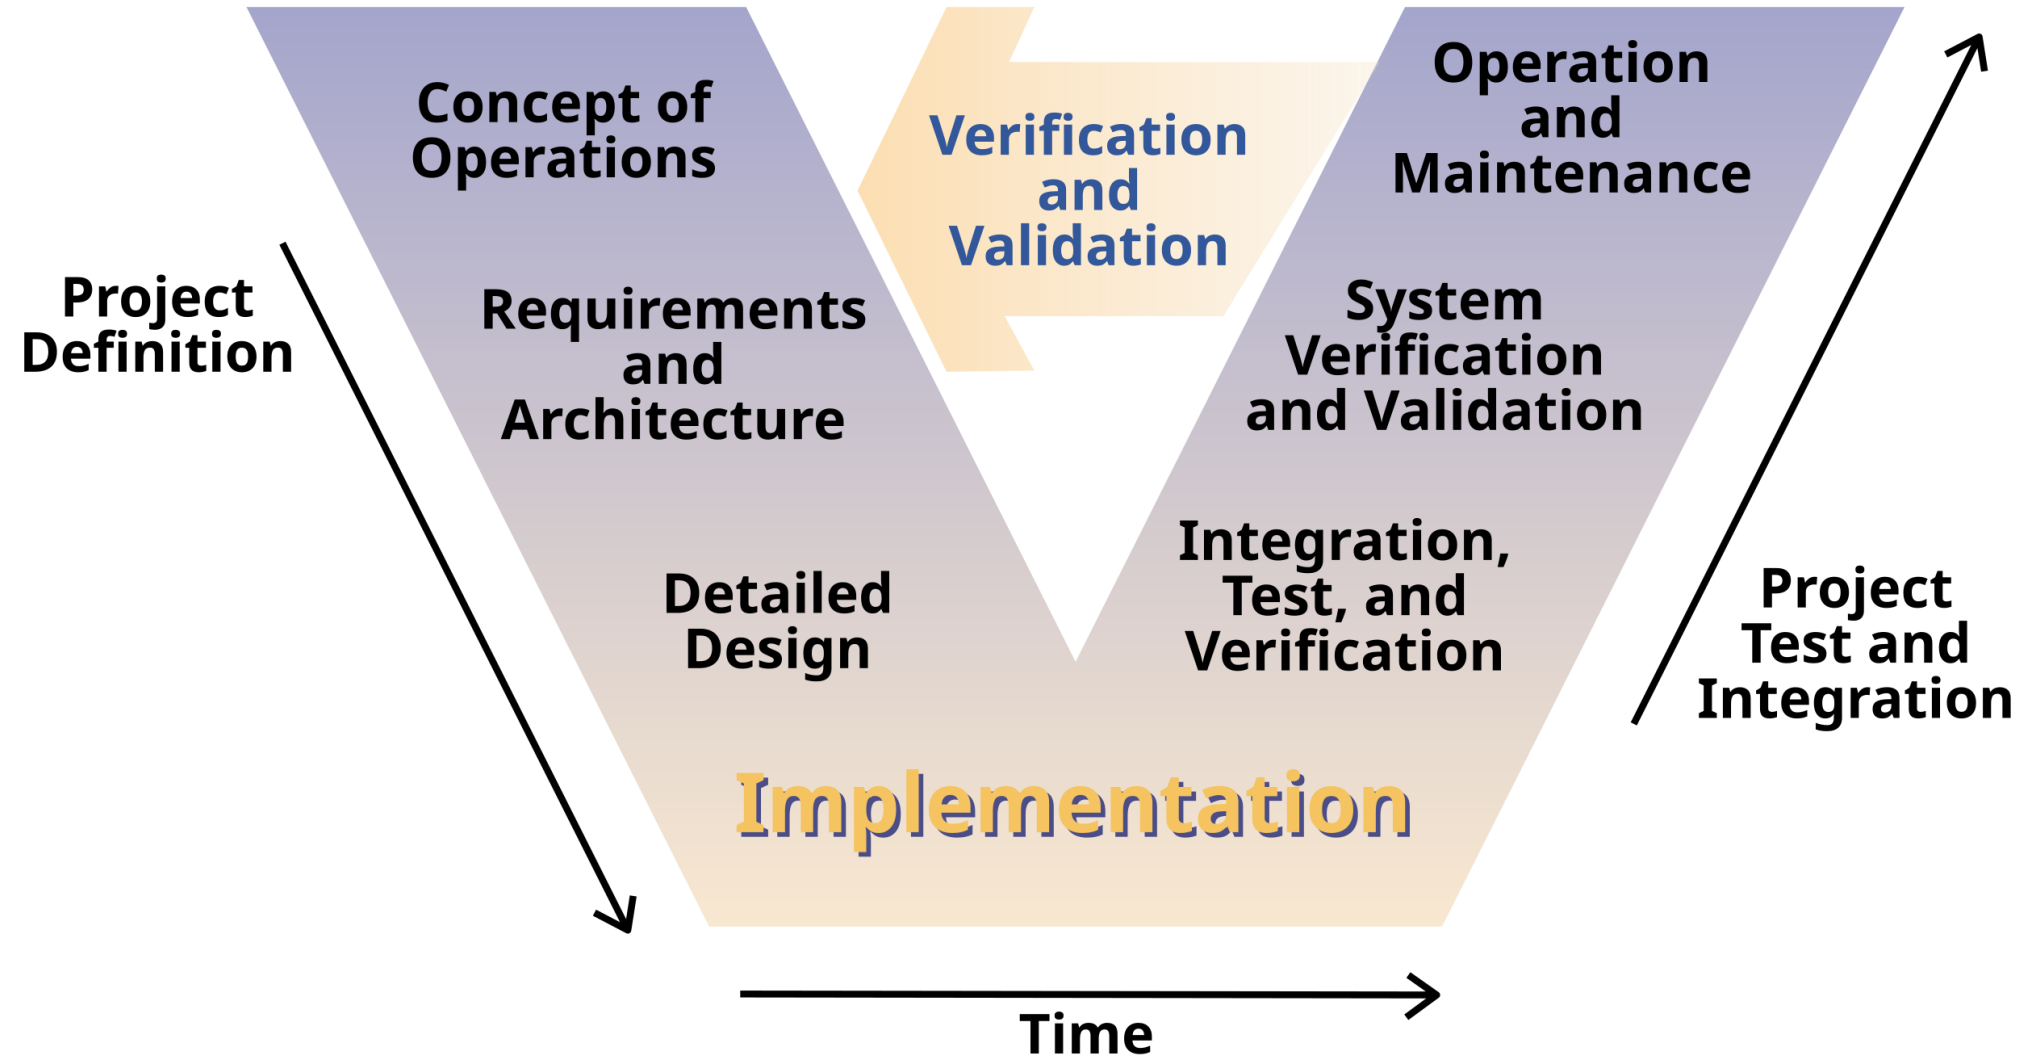 Concept of
Operations
Verification
and
Validation
Operation
and
Maintenance
Project
Definition
Requirements
and
Architecture
System
Verification
and Validation
Detailed
Design
Integration,
Test, and
Verification
Project
Test and
Integration
Implementation
Time